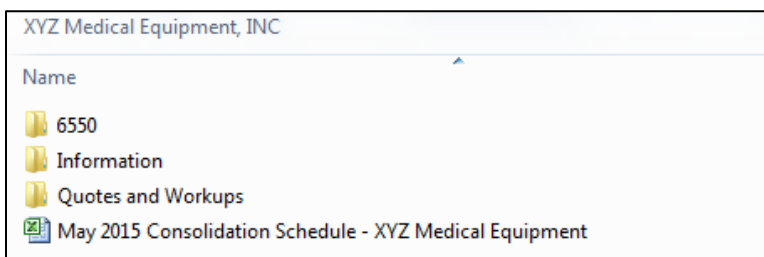 XYZ Medical Equipment, INC
Name
6550
Information
Quotes and Workups
May 2015 Consolidation Schedule - XYZ Medical Equipment